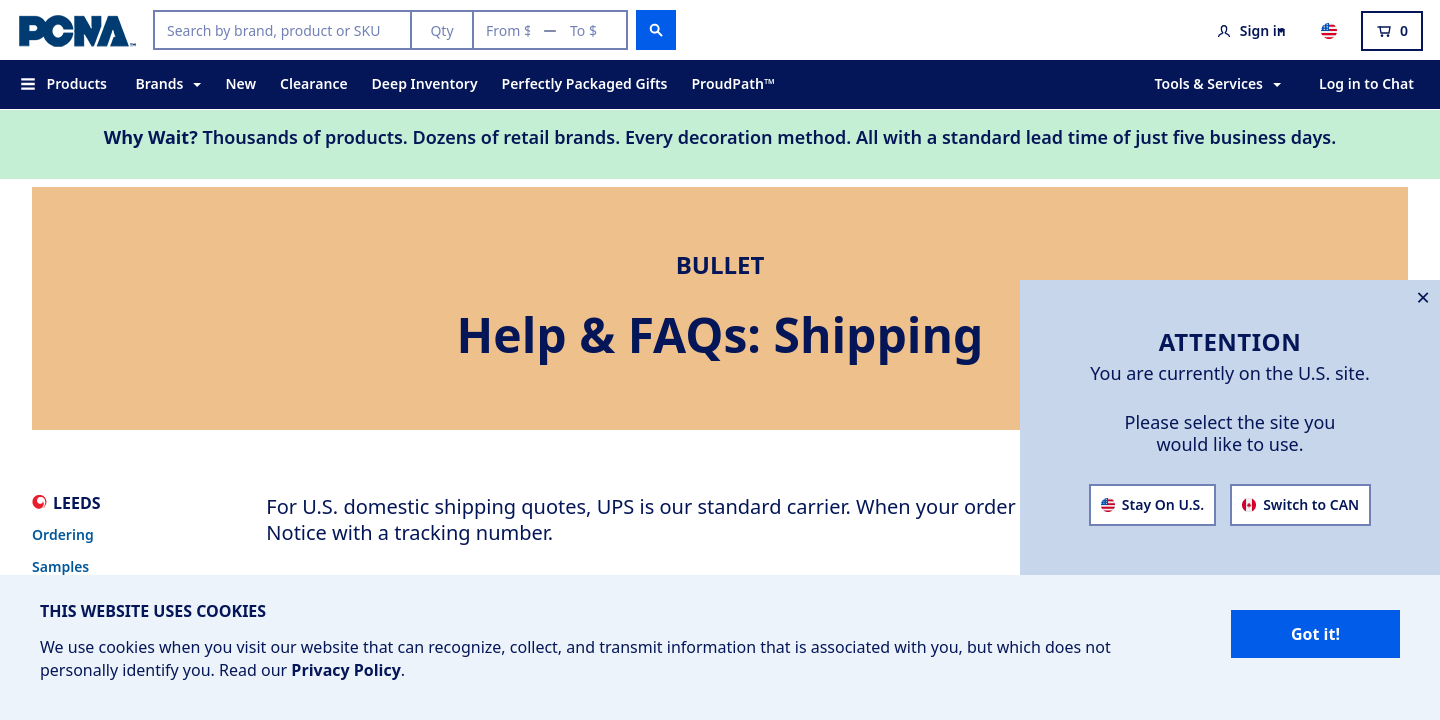 PCNA™
Search by brand, product or SKU
Qty
From $
To $
Sign in
0
Products
Brands
New
Clearance
Deep Inventory
Perfectly Packaged Gifts
ProudPath™
Tools & Services
Log in to Chat
Why Wait? Thousands of products. Dozens of retail brands. Every decoration method. All with a standard lead time of just five business days.
BULLET
Help & FAQs: Shipping
ATTENTION
You are currently on the U.S. site.
Please select the site you
would like to use.
Stay On U.S.
Switch to CAN
LEEDS
Ordering
Samples
For U.S. domestic shipping quotes, UPS is our standard carrier. When your order
Notice with a tracking number.
THIS WEBSITE USES COOKIES
We use cookies when you visit our website that can recognize, collect, and transmit information that is associated with you, but which does not
personally identify you. Read our Privacy Policy.
Got it!